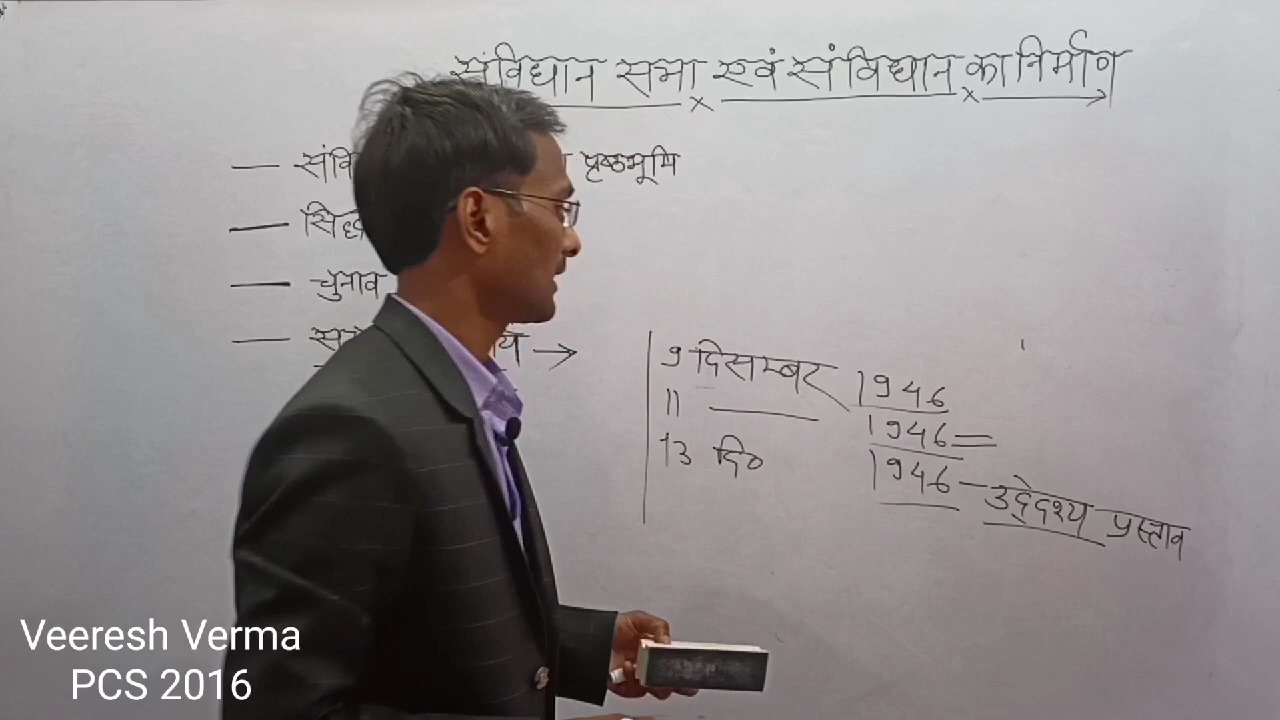 संविधान सभा एवं संविधान का निर्माण
— संवि पृष्ठभूमि
— सिद्ध
— चुनाव
—
9 दिसम्बर 1946
11 —— 1946 =
13 दि० 1946 – उद्देश्य प्रस्ताव
Veeresh Verma
PCS 2016